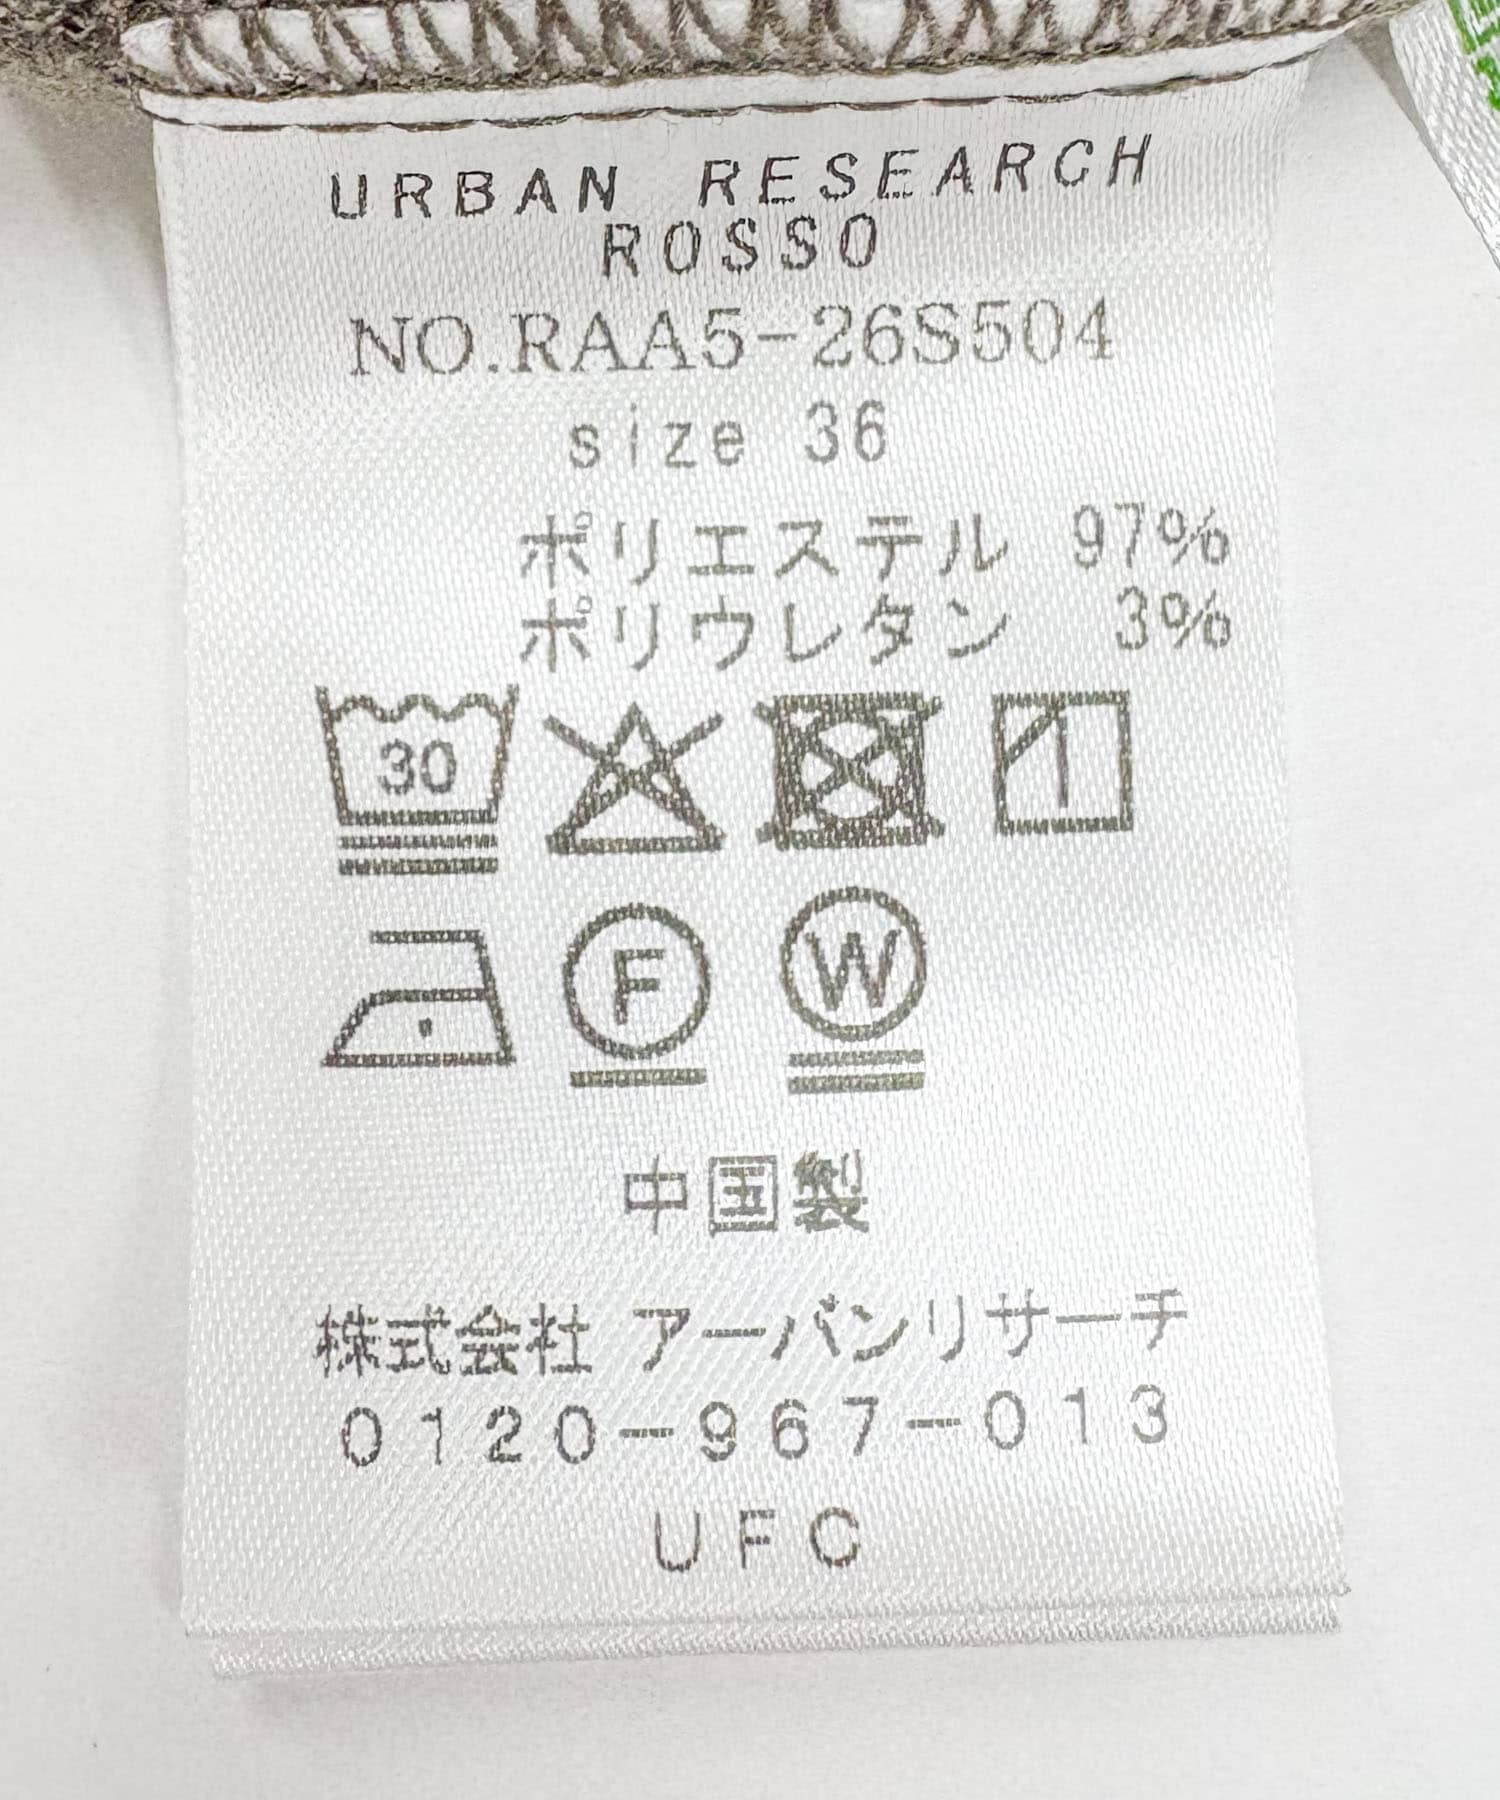 URBAN RESEARCH
ROSSO
NO.RAA5-26S504
size 36
ポリエステル 97%
ポリウレタン 3%
30
F W
中国製
株式会社 アーバンリサーチ
0120-967-013
UFC